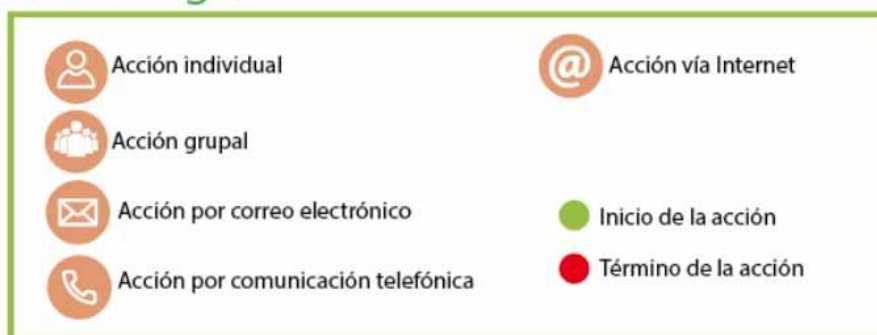 Acción individual
Acción vía Internet
Acción grupal
Acción por correo electrónico
Inicio de la acción
Término de la acción
Acción por comunicación telefónica